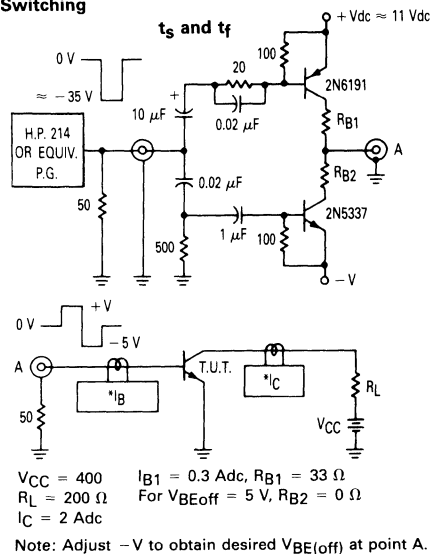 Switching
t_s and t_f
+ Vdc ≈ 11 Vdc
0 V
≈ − 35 V
100
20
2N6191
+
10 μF
0.02 μF
R_B1
H.P. 214
OR EQUIV.
P.G.
A
R_B2
0.02 μF
50
2N5337
500
1 μF
100
− V
+ V
0 V
− 5 V
A
T.U.T.
*I_B
*I_C
50
R_L
V_CC
V_CC = 400 I_B1 = 0.3 Adc, R_B1 = 33 Ω
R_L = 200 Ω For V_BEoff = 5 V, R_B2 = 0 Ω
I_C = 2 Adc
Note: Adjust −V to obtain desired V_BE(off) at point A.